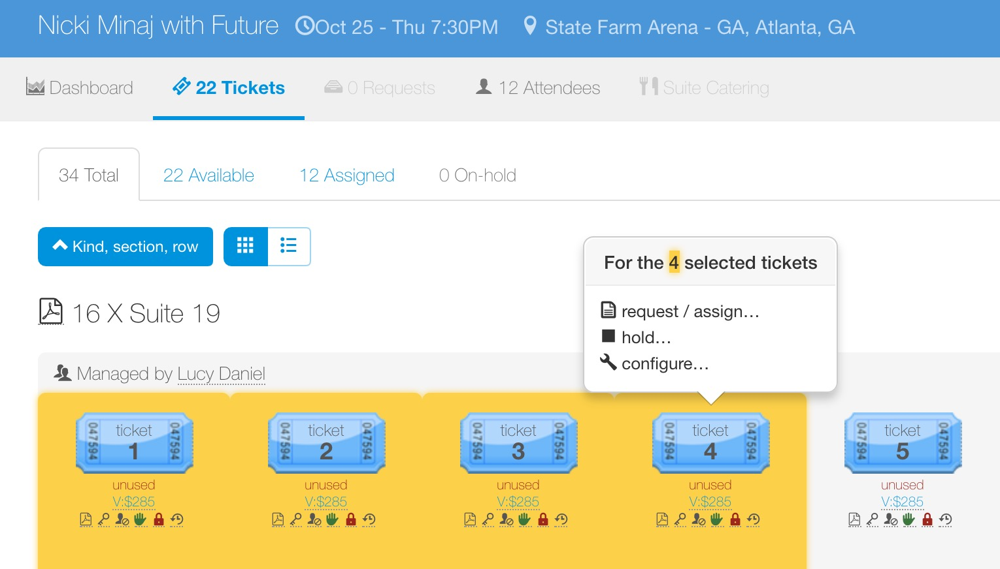 Nicki Minaj with Future Oct 25 - Thu 7:30PM State Farm Arena - GA, Atlanta, GA
Dashboard 22 Tickets 0 Requests 12 Attendees Suite Catering
34 Total 22 Available 12 Assigned 0 On-hold
Kind, section, row
For the 4 selected tickets
request / assign...
hold...
configure...
16 X Suite 19
Managed by Lucy Daniel
047594 ticket 1 047594
unused
V:$285
047594 ticket 2 047594
unused
V:$285
047594 ticket 3 047594
unused
V:$285
047594 ticket 4 047594
unused
V:$285
047594 ticket 5 047594
unused
V:$285